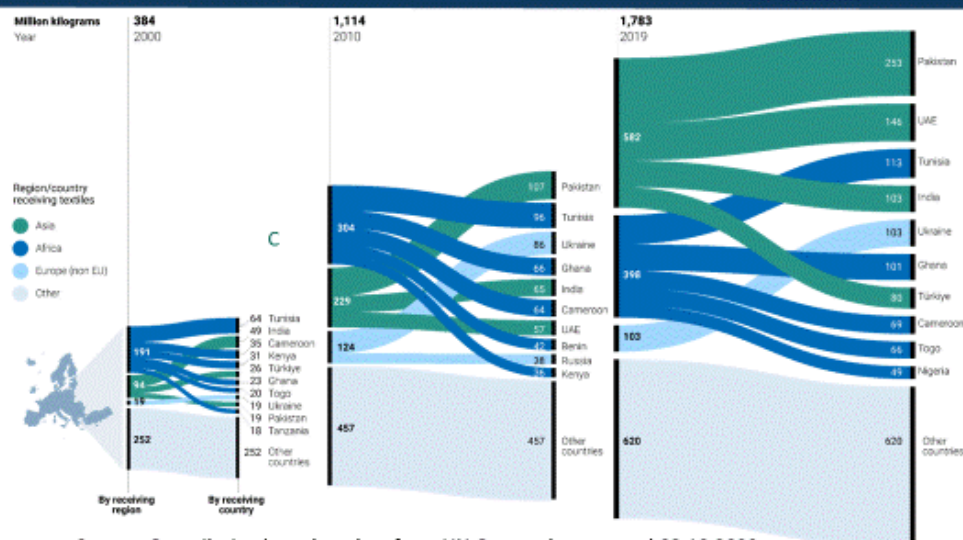 Million kilograms
Year
384
2000
1,114
2010
1,783
2019
Region/country
receiving textiles
Asia
Africa
Europe (non EU)
Other
C
191
94
19
252
64 Tunisia
49 India
35 Cameroon
31 Kenya
26 Türkiye
23 Ghana
20 Togo
19 Ukraine
19 Pakistan
18 Tanzania
252 Other
countries
By receiving
region
By receiving
country
304
229
124
457
107 Pakistan
96 Tunisia
86 Ukraine
66 Ghana
65 India
64 Cameroon
57 UAE
42 Benin
38 Russia
36 Kenya
457 Other
countries
582
398
103
620
253 Pakistan
146 UAE
113 Tunisia
103 India
103 Ukraine
101 Ghana
80 Türkiye
69 Cameroon
66 Togo
49 Nigeria
620 Other
countries